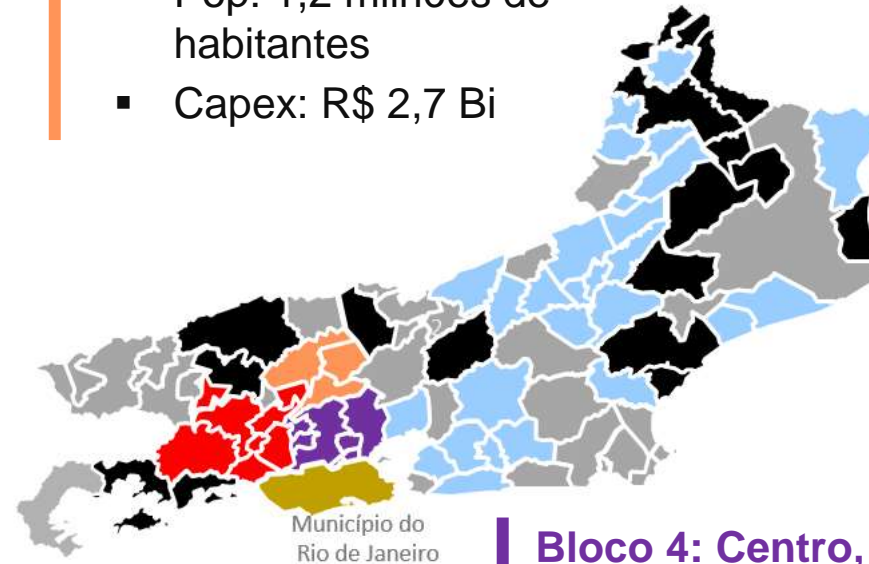 habitantes
▪ Capex: R$ 2,7 Bi
Município do
Rio de Janeiro
Bloco 4: Centro,